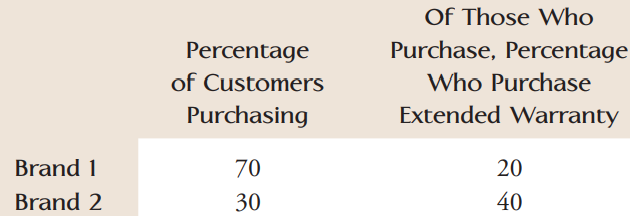 Of Those Who
Percentage Purchase, Percentage
of Customers Who Purchase
Purchasing Extended Warranty
Brand 1 70 20
Brand 2 30 40